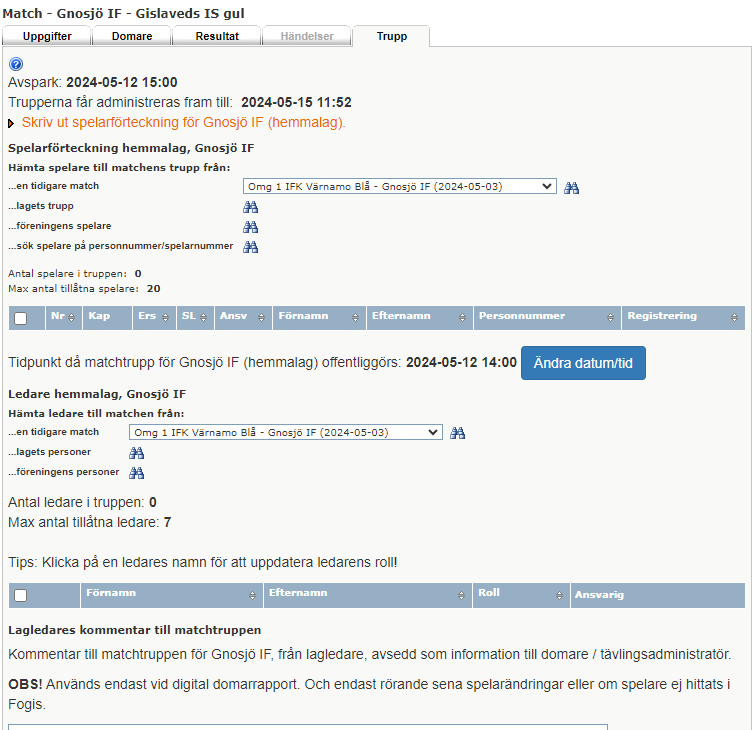 Match - Gnosjö IF - Gislaveds IS gul
Uppgifter Domare Resultat Händelser Trupp
Avspark: 2024-05-12 15:00
Trupperna får administreras fram till: 2024-05-15 11:52
Skriv ut spelarförteckning för Gnosjö IF (hemmalag).
Spelarförteckning hemmalag, Gnosjö IF
Hämta spelare till matchens trupp från:
...en tidigare match Omg 1 IFK Värnamo Blå - Gnosjö IF (2024-05-03)
...lagets trupp
...föreningens spelare
...sök spelare på personnummer/spelarnummer
Antal spelare i truppen: 0
Max antal tillåtna spelare: 20
Nr Kap Ers SL Ansv Förnamn Efternamn Personnummer Registrering
Tidpunkt då matchtrupp för Gnosjö IF (hemmalag) offentliggörs: 2024-05-12 14:00 Ändra datum/tid
Ledare hemmalag, Gnosjö IF
Hämta ledare till matchen från:
...en tidigare match Omg 1 IFK Värnamo Blå - Gnosjö IF (2024-05-03)
...lagets personer
...föreningens personer
Antal ledare i truppen: 0
Max antal tillåtna ledare: 7
Tips: Klicka på en ledares namn för att uppdatera ledarens roll!
Förnamn Efternamn Roll Ansvarig
Lagledares kommentar till matchtruppen
Kommentar till matchtruppen för Gnosjö IF, från lagledare, avsedd som information till domare / tävlingsadministratör.
OBS! Används endast vid digital domarrapport. Och endast rörande sena spelarändringar eller om spelare ej hittats i
Fogis.